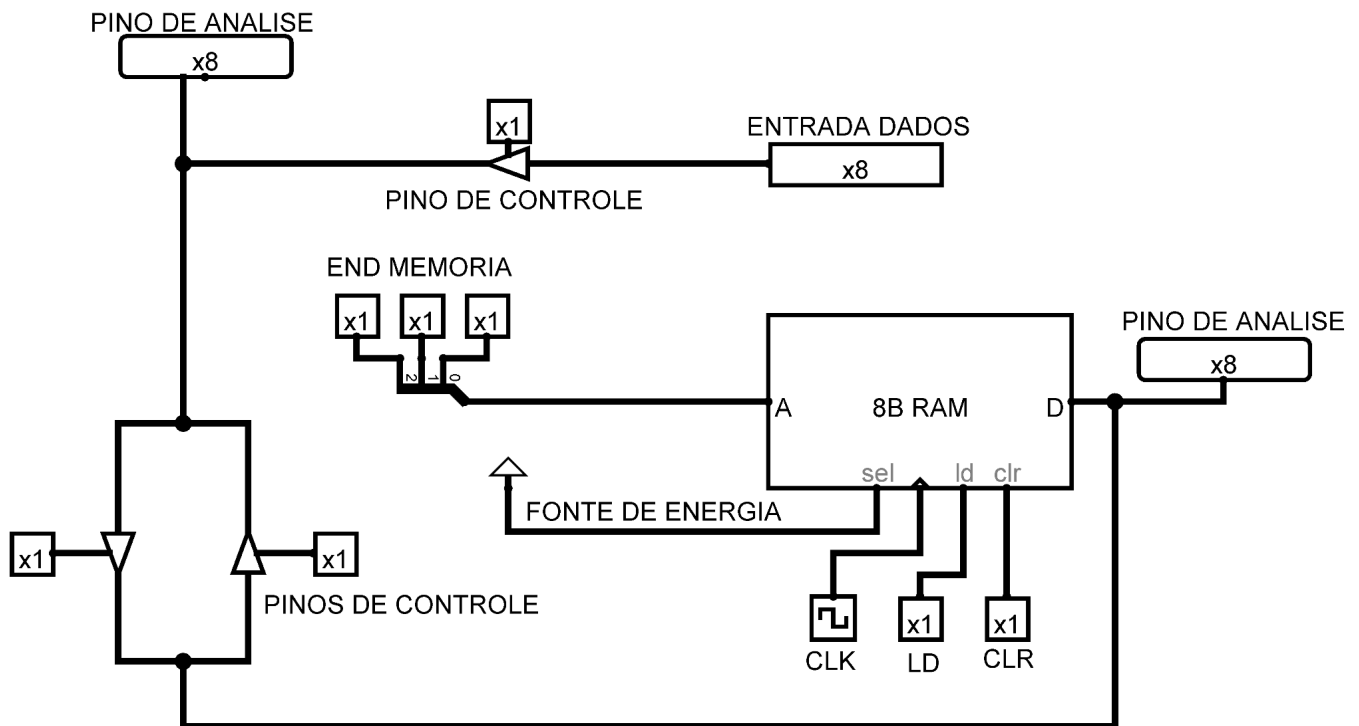 PINO DE ANALISE
x8
x1
ENTRADA DADOS
x8
PINO DE CONTROLE
END MEMORIA
x1 x1 x1
2 1 0
PINO DE ANALISE
x8
A 8B RAM D
sel ld clr
FONTE DE ENERGIA
x1 x1
PINOS DE CONTROLE
x1 x1
CLK LD CLR